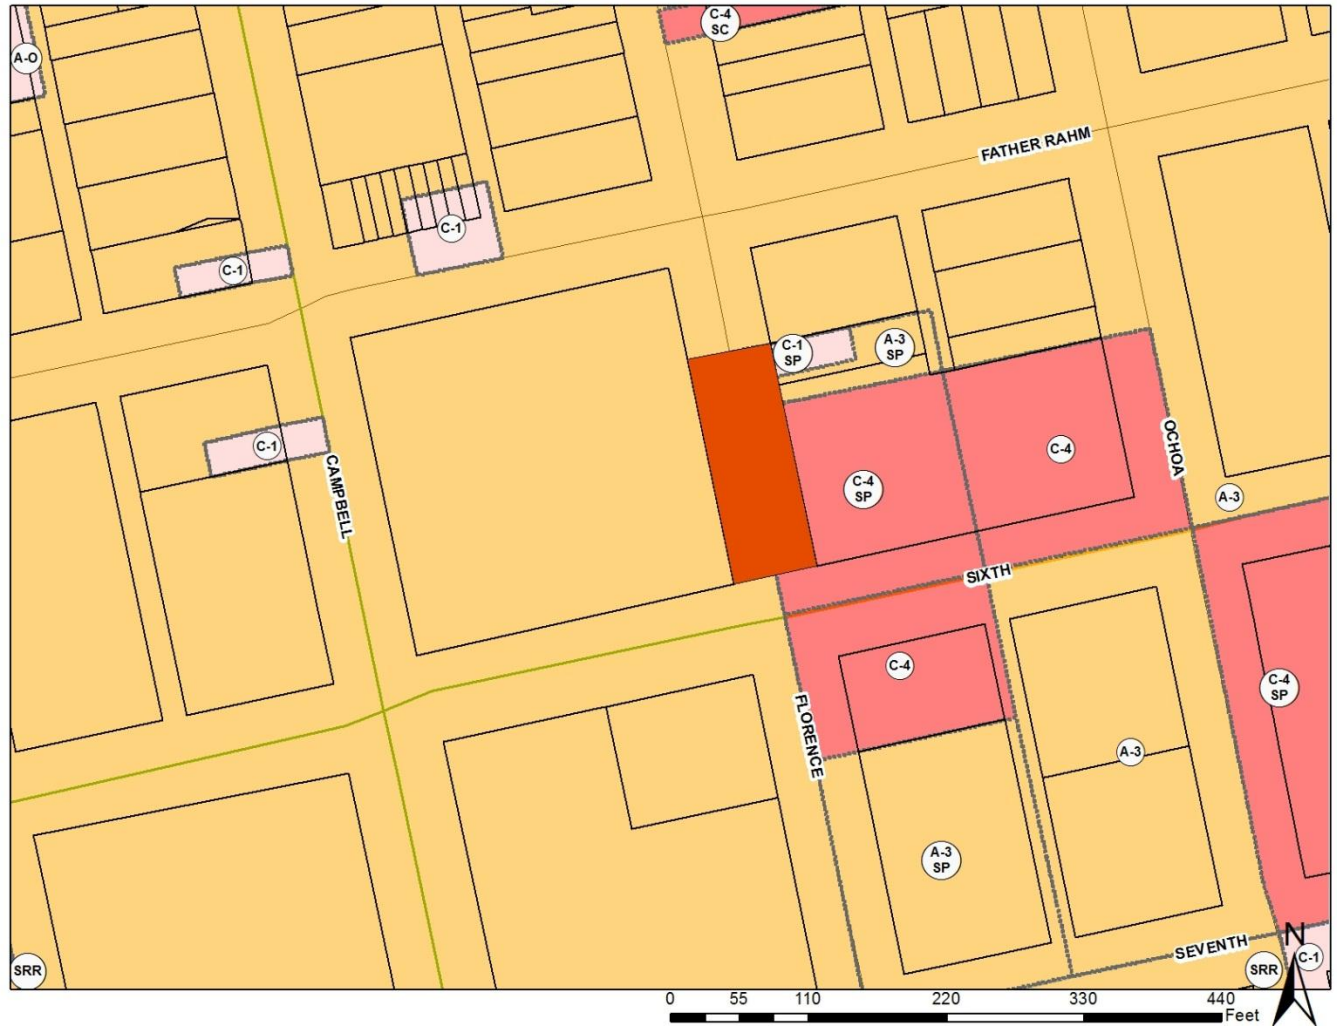 C-4
SC
A-O
FATHER RAHM
C-1
C-1
C-1
SP
A-3
SP
C-1
CAMPBELL
OCHOA
C-4
C-4
SP
A-3
SIXTH
C-4
C-4
SP
FLORENCE
A-3
A-3
SP
SEVENTH
N
SRR
SRR
C-1
0 55 110 220 330 440
Feet